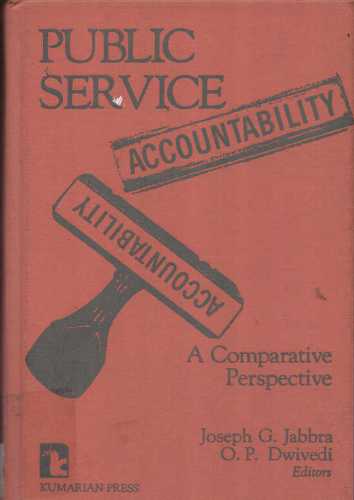 PUBLIC
SERVICE
ACCOUNTABILITY
ACCOUNTABILITY
A Comparative
Perspective
Joseph G. Jabbra
O. P. Dwivedi
Editors
KUMARIAN PRESS